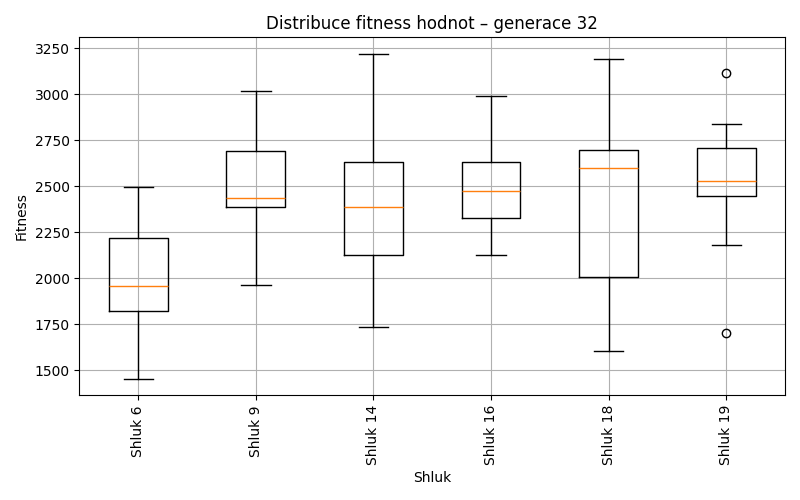 Distribuce fitness hodnot – generace 32
3250
3000
2750
2500
2250
2000
1750
1500
Fitness
Shluk 6
Shluk 9
Shluk 14
Shluk 16
Shluk 18
Shluk 19
Shluk